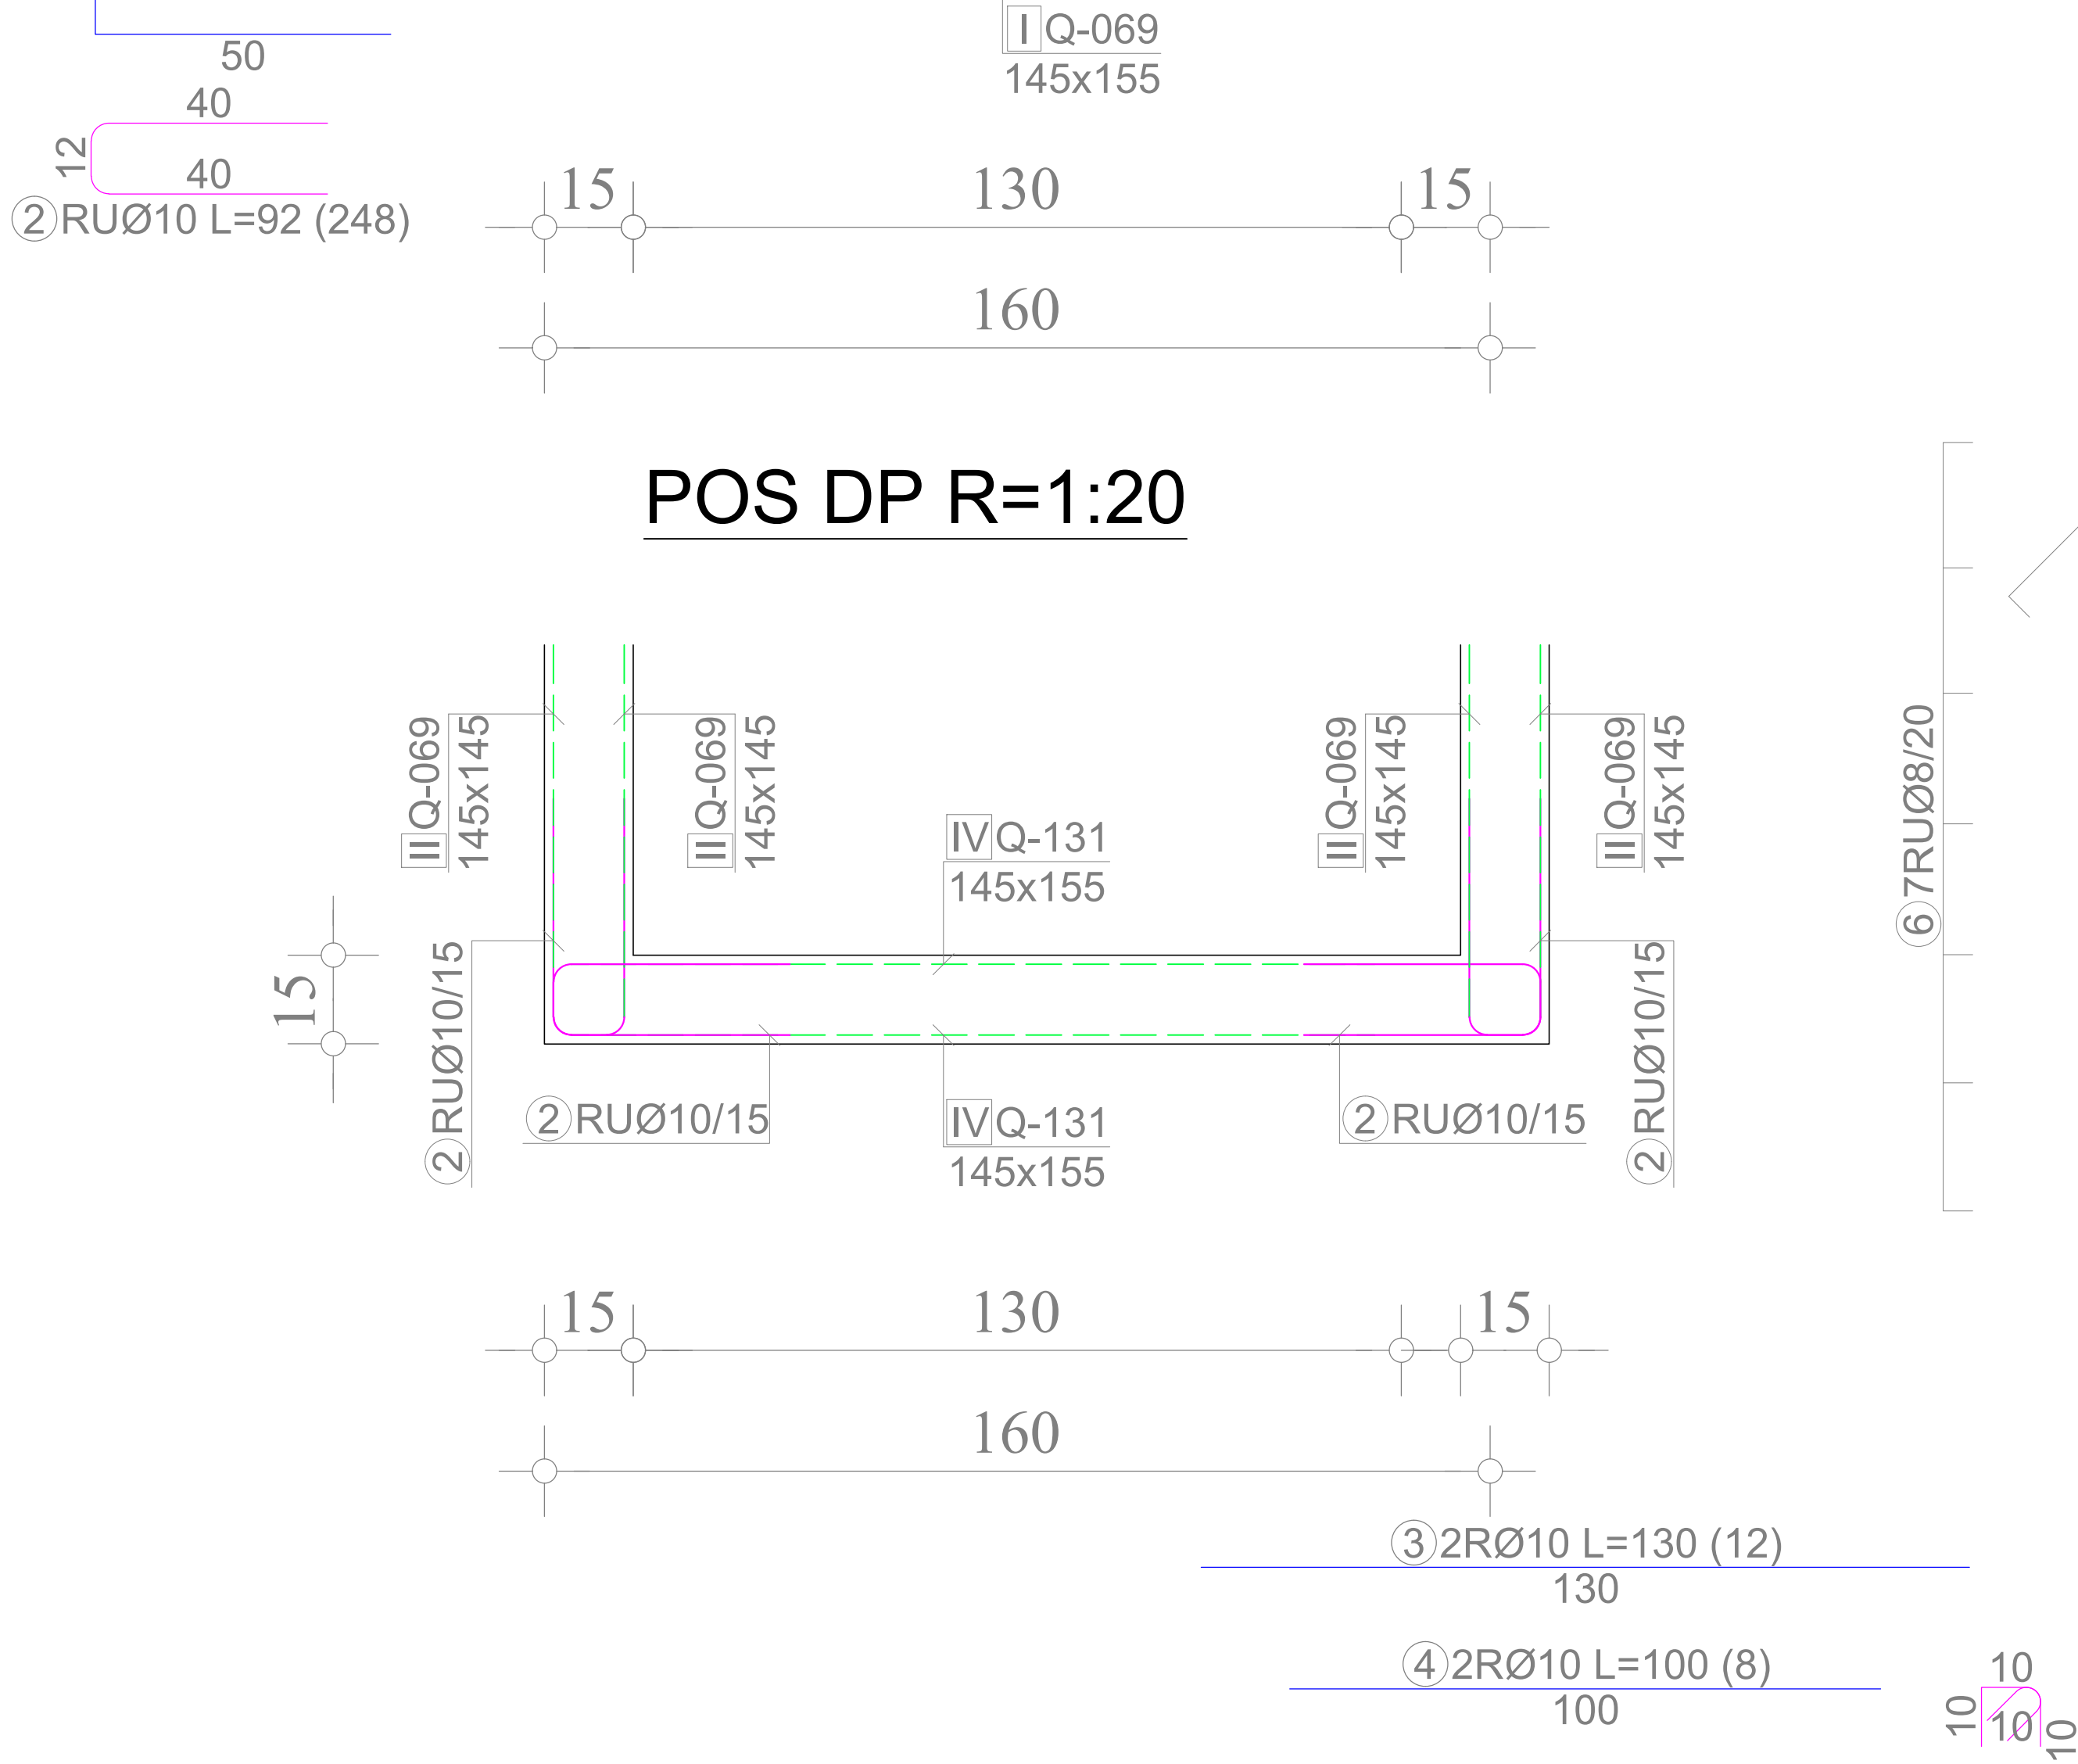 I Q-069
145x155
50
40
12
40
2 RUØ10 L=92 (248)
15 130 15
160
POS DP R=1:20
II Q-069
145x145
II Q-069
145x145
II Q-069
145x145
II Q-069
145x145
6 7RUØ8/20
IV Q-131
145x155
15
2 RUØ10/15
2 RUØ10/15
2 RUØ10/15
2 RUØ10/15
IV Q-131
145x155
15 130 15
160
3 2RØ10 L=130 (12)
130
4 2RØ10 L=100 (8)
100
10
10
10
10